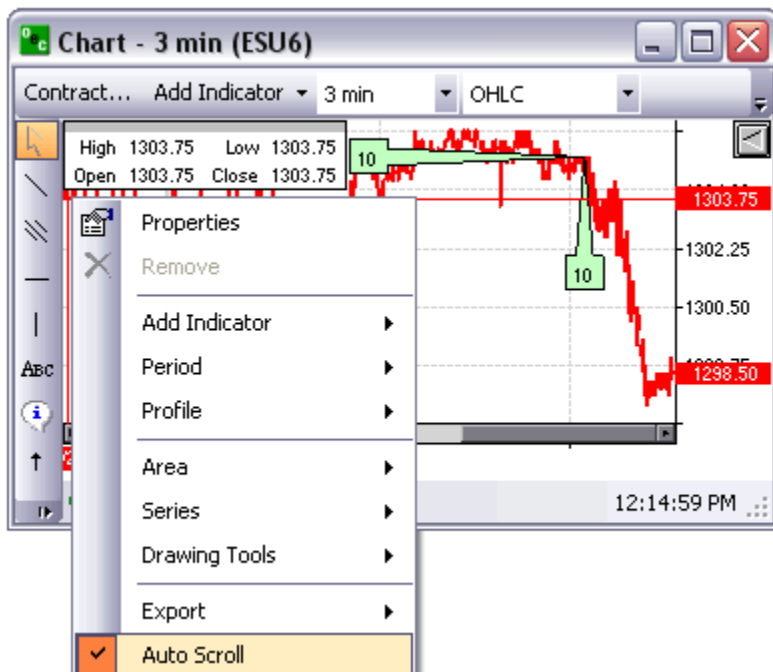 Oec Chart - 3 min (ESU6)
Contract... Add Indicator 3 min OHLC
High 1303.75 Low 1303.75
Open 1303.75 Close 1303.75
10
1303.75
1302.25
10
1300.50
1298.50
ABC
Properties
Remove
Add Indicator
Period
Profile
Area
Series
Drawing Tools
Export
Auto Scroll
12:14:59 PM